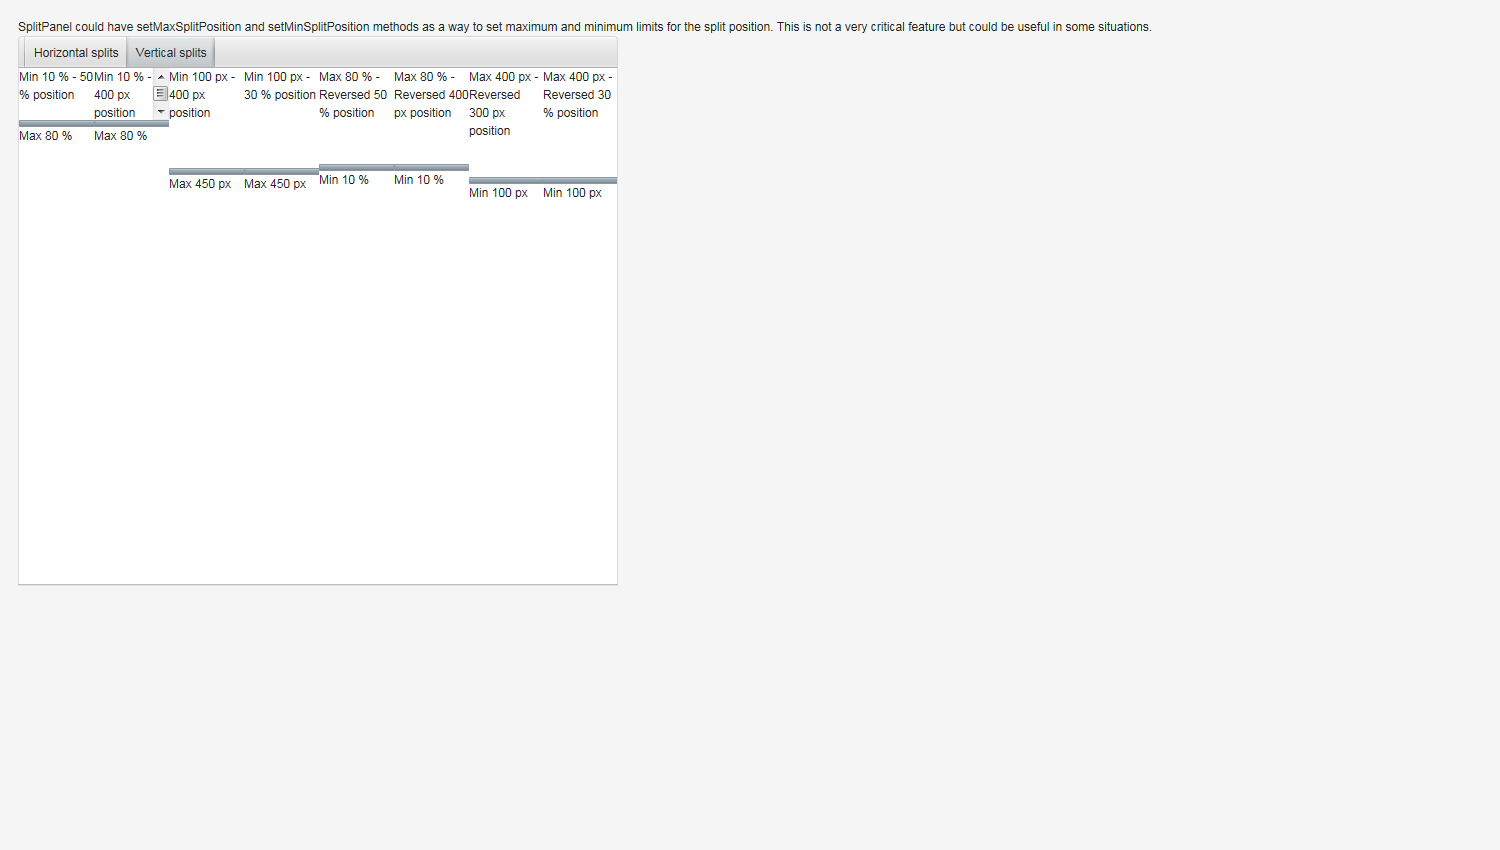 SplitPanel could have setMaxSplitPosition and setMinSplitPosition methods as a way to set maximum and minimum limits for the split position. This is not a very critical feature but could be useful in some situations.
Horizontal splits
Vertical splits
Min 10 % - 50
% position
Max 80 %
Min 10 % -
400 px
position
Max 80 %
Min 100 px -
400 px
position
Max 450 px
Min 100 px -
30 % position
Max 450 px
Max 80 % -
Reversed 50
% position
Min 10 %
Max 80 % -
Reversed 400
px position
Min 10 %
Max 400 px -
Reversed
300 px
position
Min 100 px
Max 400 px -
Reversed 30
% position
Min 100 px